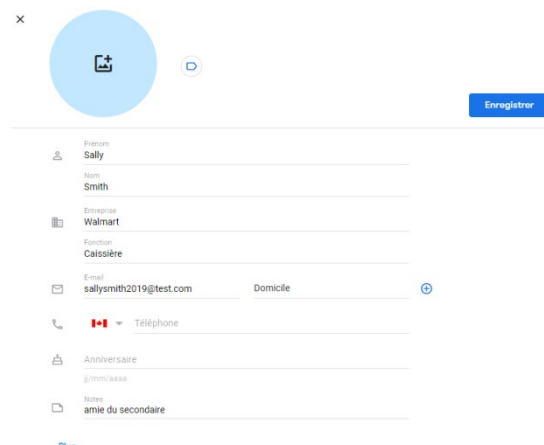 Enregistrer
Prénom
Sally
Nom
Smith
Entreprise
Walmart
Fonction
Caissière
E-mail
sallysmith2019@test.com Domicile
Téléphone
Anniversaire
jj/mm/aaaa
Notes
amie du secondaire